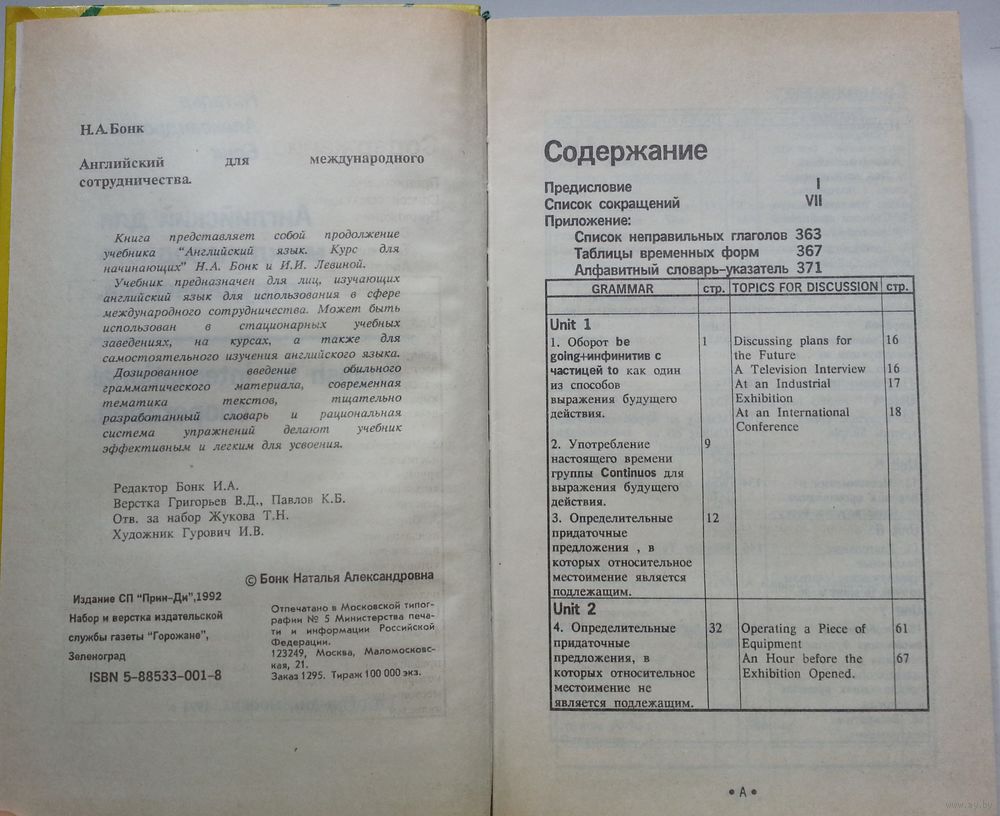 Н.А.Бонк
Английский для международного
сотрудничества.
Книга представляет собой продолжение
учебника "Английский язык. Курс для
начинающих" Н.А. Бонк и И.И. Левиной.
Учебник предназначен для лиц, изучающих
английский язык для использования в сфере
международного сотрудничества. Может быть
использован в стационарных учебных
заведениях, на курсах, а также для
самостоятельного изучения английского языка.
Дозированное введение обильного
грамматического материала, современная
тематика текстов, тщательно
разработанный словарь и рациональная
система упражнений делают учебник
эффективным и легким для усвоения.
Редактор Бонк И.А.
Верстка Григорьев В.Д., Павлов К.Б.
Отв. за набор Жукова Т.Н.
Художник Гурович И.В.
© Бонк Наталья Александровна
Издание СП "Прин-Ди",1992
Набор и верстка издательской
службы газеты "Горожане",
Зеленоград
ISBN 5-88533-001-8
Отпечатано в Московской типог-
рафии № 5 Министерства печа-
ти и информации Российской
Федерации.
123249, Москва, Маломосковс-
кая, 21.
Заказ 1295. Тираж 100 000 экз.
Содержание
Предисловие I
Список сокращений VII
Приложение:
Список неправильных глаголов 363
Таблицы временных форм 367
Алфавитный словарь-указатель 371
GRAMMAR стр. TOPICS FOR DISCUSSION стр.
Unit 1
1. Оборот be 1 Discussing plans for 16
going+инфинитив с the Future
частицей to как один A Television Interview 16
из способов At an Industrial 17
выражения будущего Exhibition
действия. At an International 18
Conference
2. Употребление 9
настоящего времени
группы Continuos для
выражения будущего
действия.
3. Определительные 12
придаточные
предложения , в
которых относительное
местоимение является
подлежащим.
Unit 2
4. Определительные 32 Operating a Piece of 61
придаточные Equipment
предложения, в An Hour before the 67
которых относительное Exhibition Opened.
местоимение не
является подлежащим.
• А •
www.ay.by